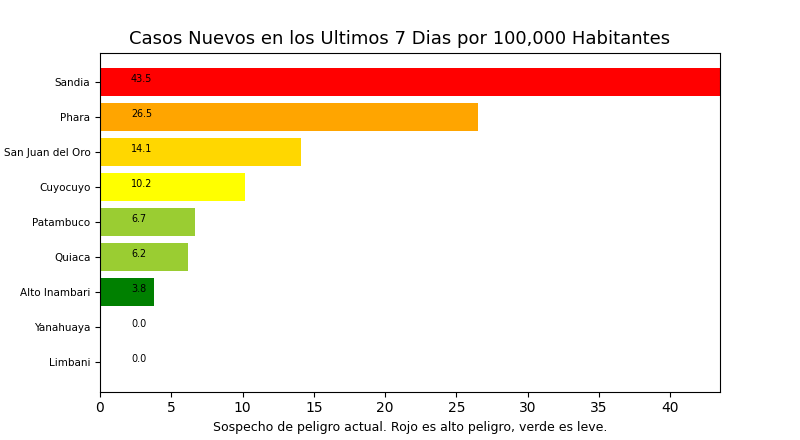 Casos Nuevos en los Ultimos 7 Dias por 100,000 Habitantes
Sandia 43.5
Phara 26.5
San Juan del Oro 14.1
Cuyocuyo 10.2
Patambuco 6.7
Quiaca 6.2
Alto Inambari 3.8
Yanahuaya 0.0
Limbani 0.0
0 5 10 15 20 25 30 35 40
Sospecho de peligro actual. Rojo es alto peligro, verde es leve.